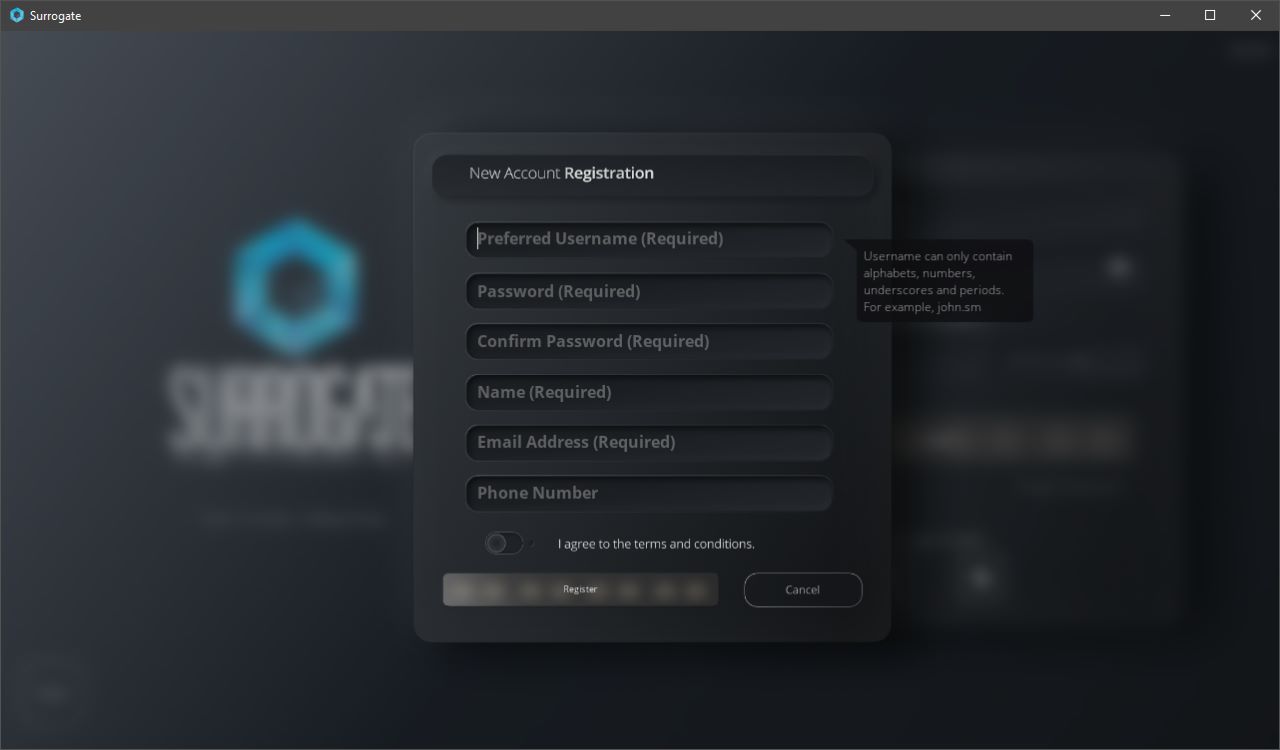 Surrogate
SURROGATE
New Account Registration
Preferred Username (Required)
Username can only contain
alphabets, numbers,
underscores and periods.
For example, john.sm
Password (Required)
Confirm Password (Required)
Name (Required)
Email Address (Required)
Phone Number
I agree to the terms and conditions.
Register
Cancel